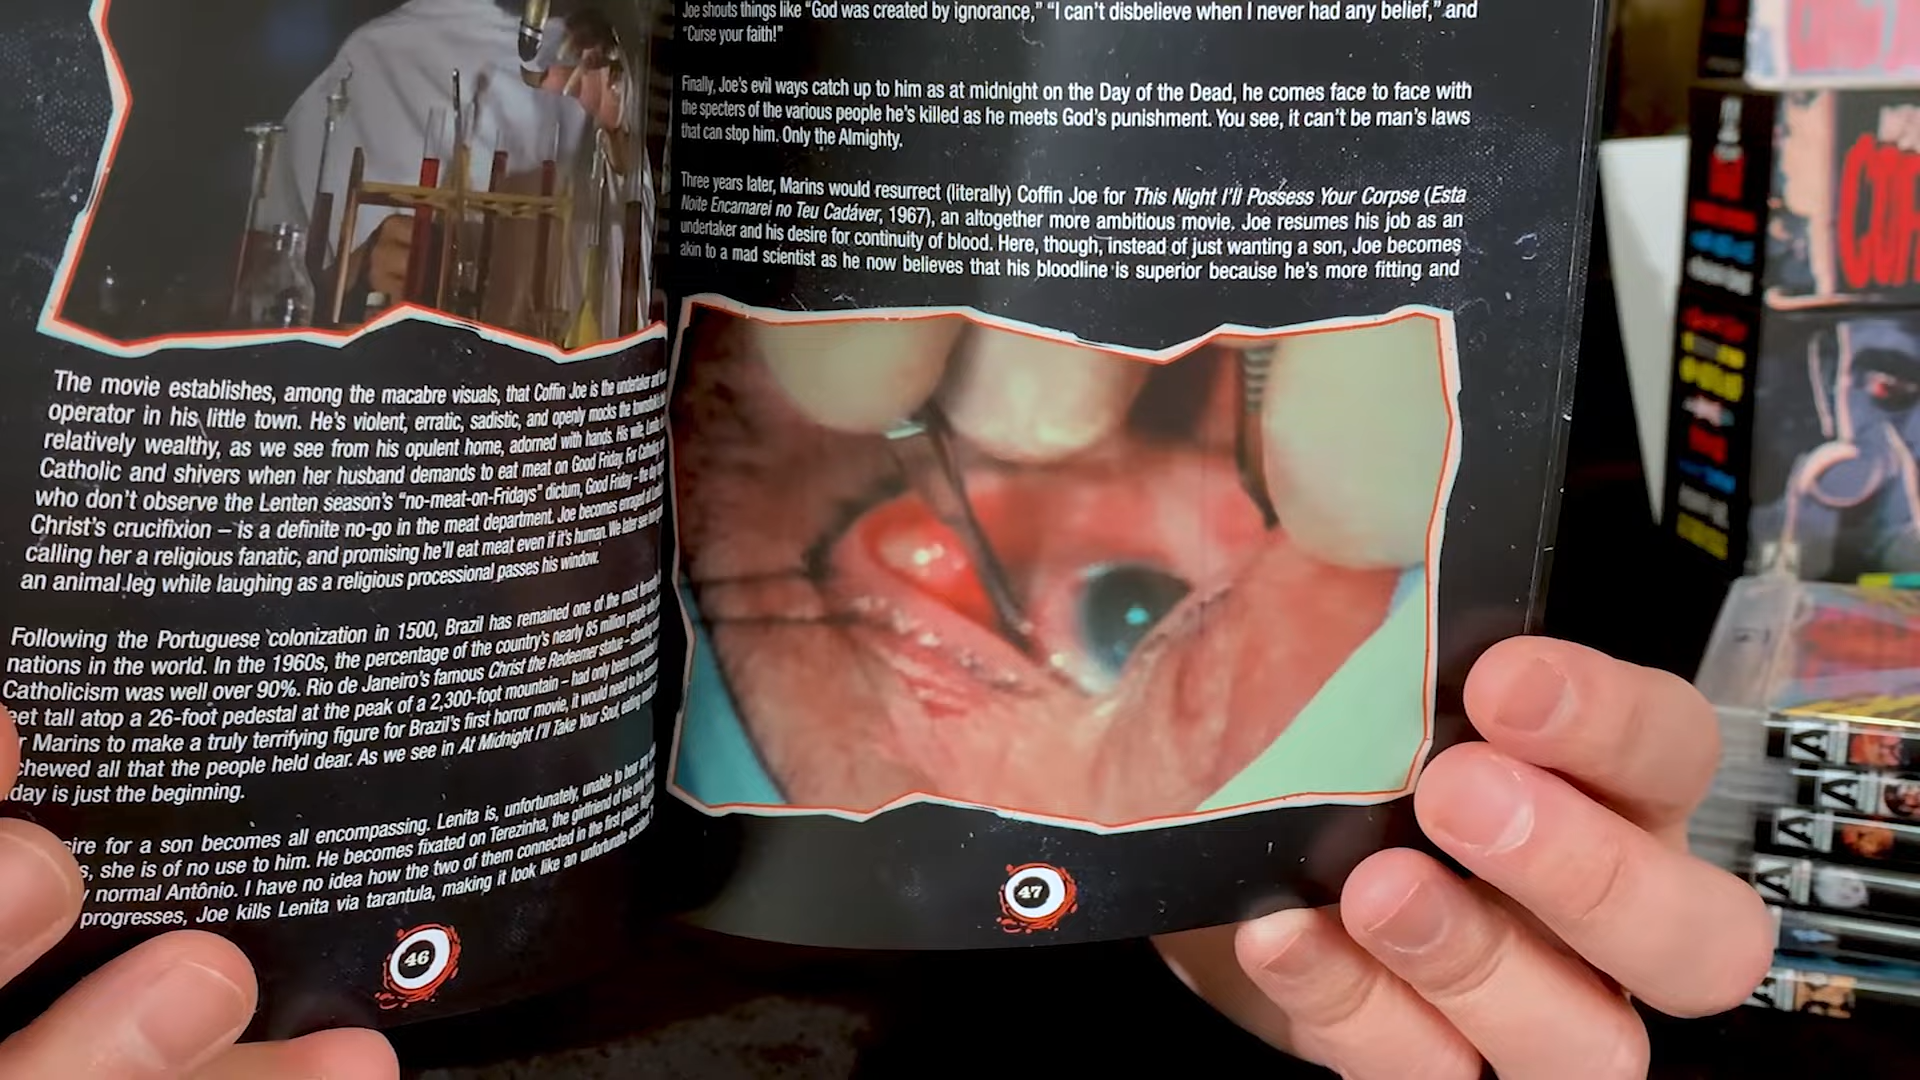 The movie establishes, among the macabre visuals, that Coffin Joe is the undertaker and
operator in his little town. He's violent, erratic, sadistic, and openly mocks the
relatively wealthy, as we see from his opulent home, adorned with hands. His wife,
Catholic and shivers when her husband demands to eat meat on Good Friday. For
who don't observe the Lenten season's "no-meat-on-Fridays" dictum, Good Friday – the
Christ's crucifixion – is a definite no-go in the meat department. Joe becomes enraged
calling her a religious fanatic, and promising he'll eat meat even if it's human. We later see
an animal leg while laughing as a religious processional passes his window.
Following the Portuguese colonization in 1500, Brazil has remained one of the most
nations in the world. In the 1960s, the percentage of the country's nearly 85 million people
Catholicism was well over 90%. Rio de Janeiro's famous Christ the Redeemer statue –
eet tall atop a 26-foot pedestal at the peak of a 2,300-foot mountain – had only been
r Marins to make a truly terrifying figure for Brazil's first horror movie, it would need to be
chewed all that the people held dear. As we see in At Midnight I'll Take Your Soul, eating
day is just the beginning.
ire for a son becomes all encompassing. Lenita is, unfortunately, unable to bear
s, she is of no use to him. He becomes fixated on Terezinha, the girlfriend of his only
y normal Antônio. I have no idea how the two of them connected in the first place.
progresses, Joe kills Lenita via tarantula, making it look like an unfortunate
46
Joe shouts things like "God was created by ignorance," "I can't disbelieve when I never had any belief," and
"Curse your faith!"
Finally, Joe's evil ways catch up to him as at midnight on the Day of the Dead, he comes face to face with
the specters of the various people he's killed as he meets God's punishment. You see, it can't be man's laws
that can stop him. Only the Almighty.
Three years later, Marins would resurrect (literally) Coffin Joe for This Night I'll Possess Your Corpse (Esta
Noite Encarnarei no Teu Cadáver, 1967), an altogether more ambitious movie. Joe resumes his job as an
undertaker and his desire for continuity of blood. Here, though, instead of just wanting a son, Joe becomes
akin to a mad scientist as he now believes that his bloodline is superior because he's more fitting and
47